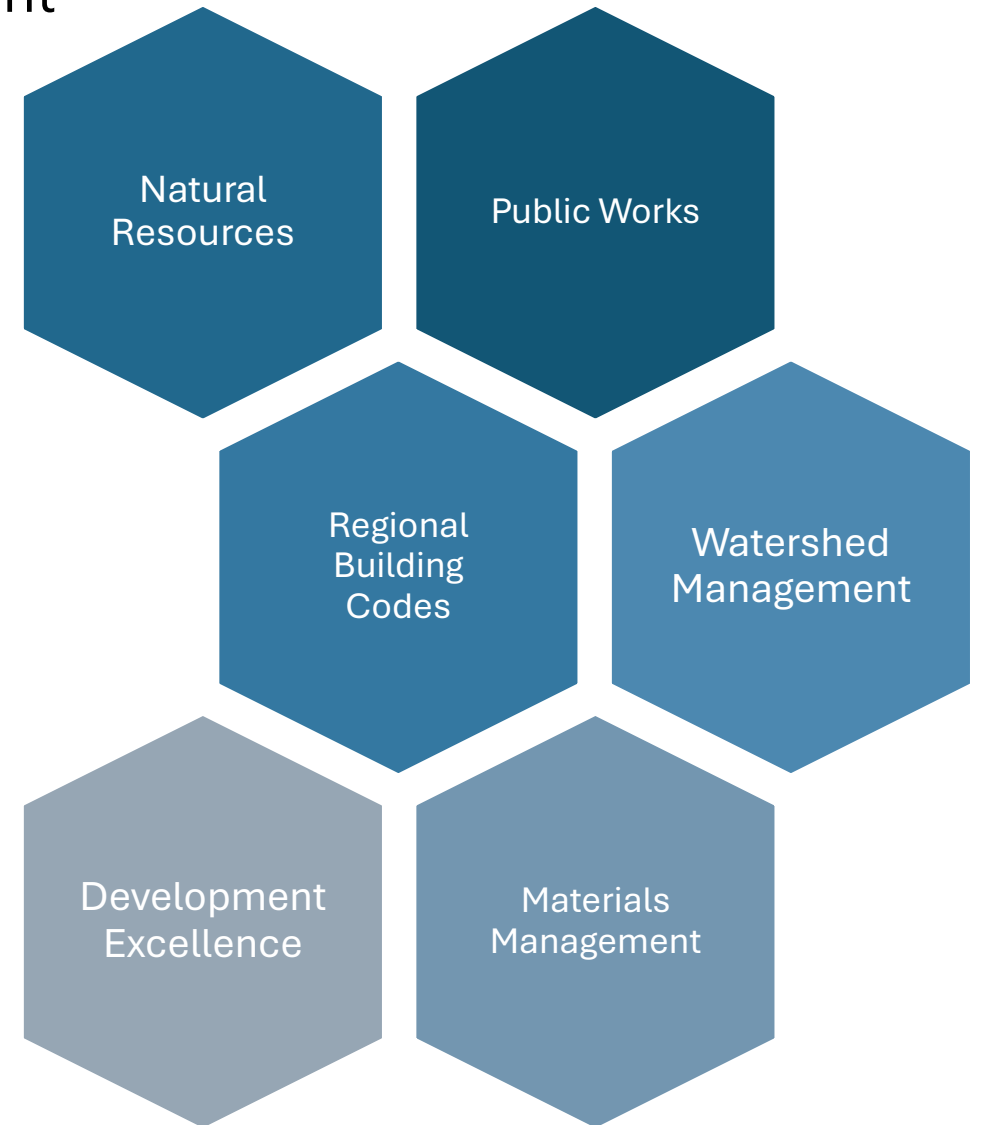 Natural
Resources
Public Works
Regional
Building
Codes
Watershed
Management
Development
Excellence
Materials
Management